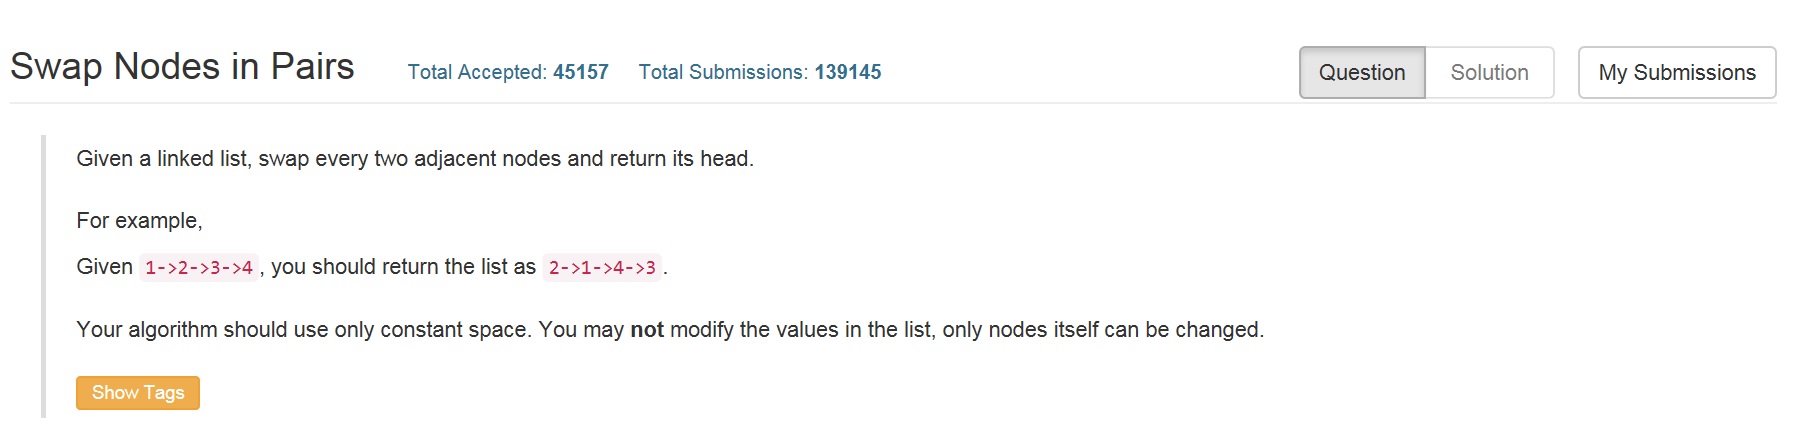 Swap Nodes in Pairs Total Accepted: 45157 Total Submissions: 139145 Question Solution My Submissions
Given a linked list, swap every two adjacent nodes and return its head.
For example,
Given 1->2->3->4, you should return the list as 2->1->4->3.
Your algorithm should use only constant space. You may not modify the values in the list, only nodes itself can be changed.
Show Tags